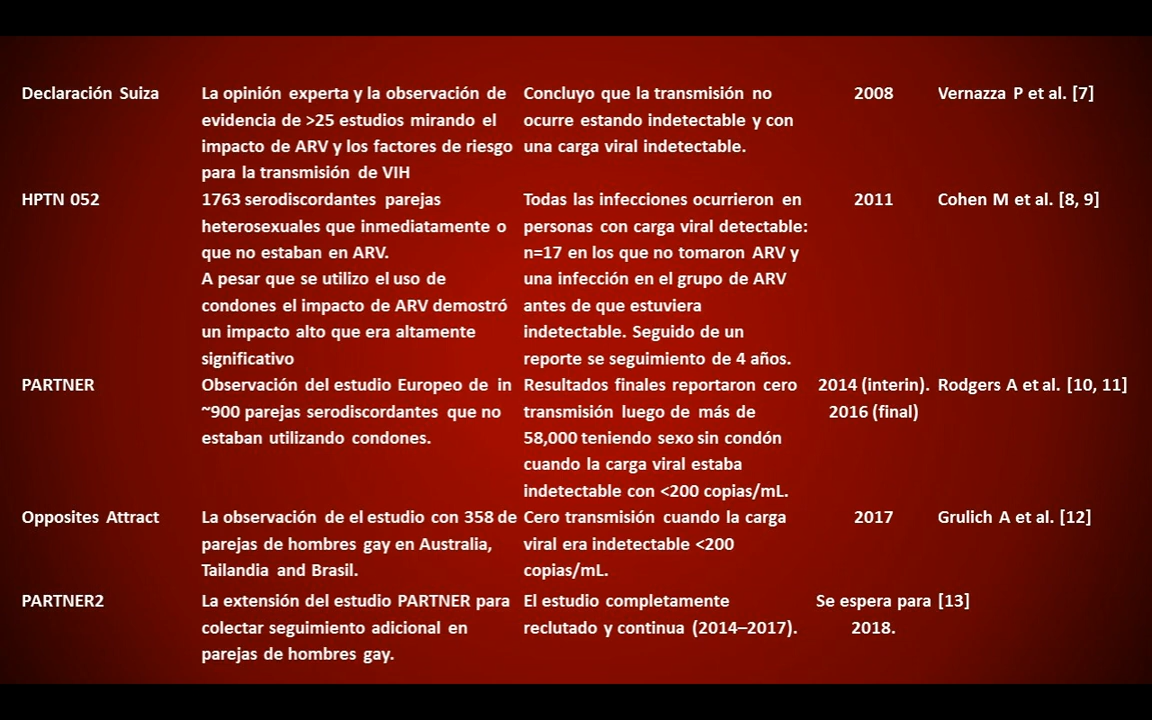 Declaración Suiza
La opinión experta y la observación de
evidencia de >25 estudios mirando el
impacto de ARV y los factores de riesgo
para la transmisión de VIH
Concluyo que la transmisión no
ocurre estando indetectable y con
una carga viral indetectable.
2008
Vernazza P et al. [7]
HPTN 052
1763 serodiscordantes parejas
heterosexuales que inmediatamente o
que no estaban en ARV.
A pesar que se utilizo el uso de
condones el impacto de ARV demostró
un impacto alto que era altamente
significativo
Todas las infecciones ocurrieron en
personas con carga viral detectable:
n=17 en los que no tomaron ARV y
una infección en el grupo de ARV
antes de que estuviera
indetectable. Seguido de un
reporte se seguimiento de 4 años.
2011
Cohen M et al. [8, 9]
PARTNER
Observación del estudio Europeo de in
~900 parejas serodiscordantes que no
estaban utilizando condones.
Resultados finales reportaron cero
transmisión luego de más de
58,000 teniendo sexo sin condón
cuando la carga viral estaba
indetectable con <200 copias/mL.
2014 (interin).
2016 (final)
Rodgers A et al. [10, 11]
Opposites Attract
La observación de el estudio con 358 de
parejas de hombres gay en Australia,
Tailandia and Brasil.
Cero transmisión cuando la carga
viral era indetectable <200
copias/mL.
2017
Grulich A et al. [12]
PARTNER2
La extensión del estudio PARTNER para
colectar seguimiento adicional en
parejas de hombres gay.
El estudio completamente
reclutado y continua (2014–2017).
Se espera para
2018.
[13]